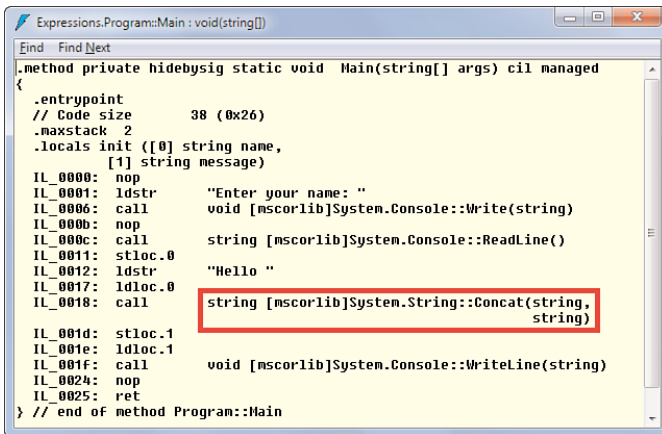 Expressions.Program::Main : void(string[])
Find Find Next
.method private hidebysig static void  Main(string[] args) cil managed
{
  .entrypoint
  // Code size       38 (0x26)
  .maxstack  2
  .locals init ([0] string name,
           [1] string message)
  IL_0000:  nop
  IL_0001:  ldstr      "Enter your name: "
  IL_0006:  call       void [mscorlib]System.Console::Write(string)
  IL_000b:  nop
  IL_000c:  call       string [mscorlib]System.Console::ReadLine()
  IL_0011:  stloc.0
  IL_0012:  ldstr      "Hello "
  IL_0017:  ldloc.0
  IL_0018:  call       string [mscorlib]System.String::Concat(string,
                                                              string)
  IL_001d:  stloc.1
  IL_001e:  ldloc.1
  IL_001f:  call       void [mscorlib]System.Console::WriteLine(string)
  IL_0024:  nop
  IL_0025:  ret
} // end of method Program::Main